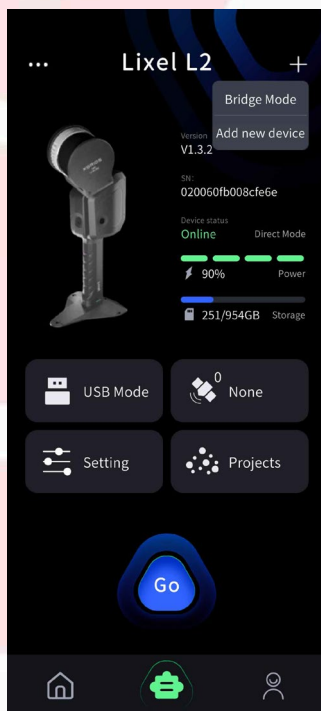 ...
Lixel L2
+
Bridge Mode
Add new device
Version
V1.3.2
SN:
020060fb008cfe6e
Device status
Online
Direct Mode
90%
Power
251/954GB
Storage
USB Mode
0
None
Setting
Projects
Go